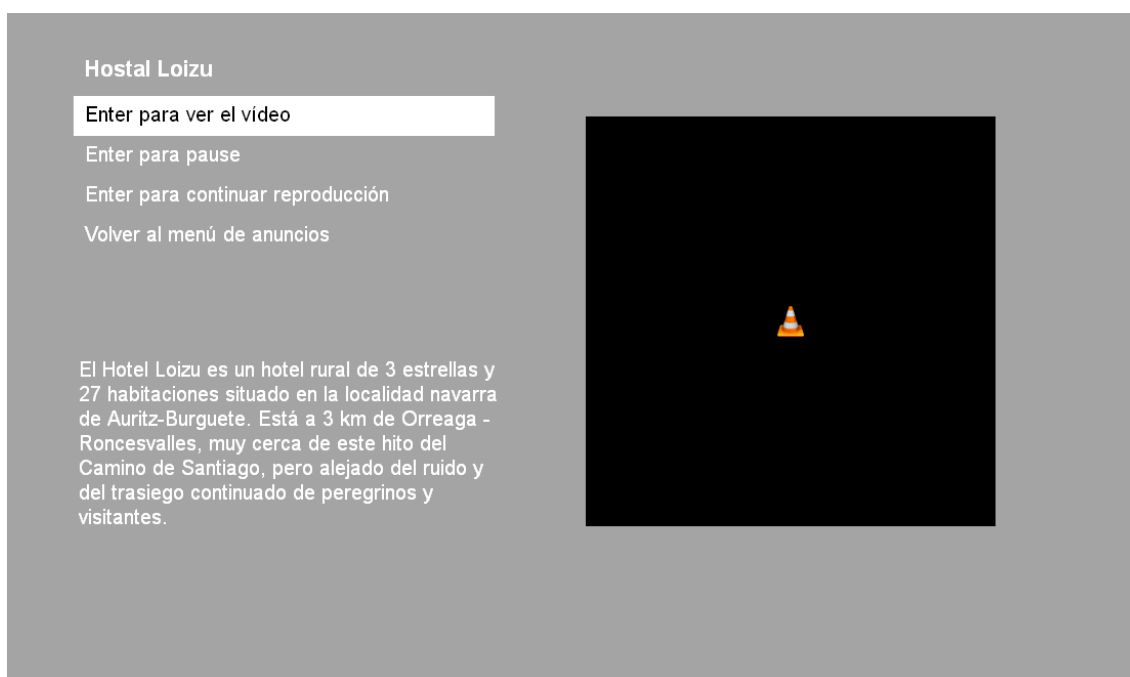 Hostal Loizu
Enter para ver el vídeo
Enter para pause
Enter para continuar reproducción
Volver al menú de anuncios
El Hotel Loizu es un hotel rural de 3 estrellas y
27 habitaciones situado en la localidad navarra
de Auritz-Burguete. Está a 3 km de Orreaga -
Roncesvalles, muy cerca de este hito del
Camino de Santiago, pero alejado del ruido y
del trasiego continuado de peregrinos y
visitantes.